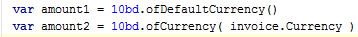 var amount1 = 10bd.ofDefaultCurrency()
var amount2 = 10bd.ofCurrency( invoice.Currency )